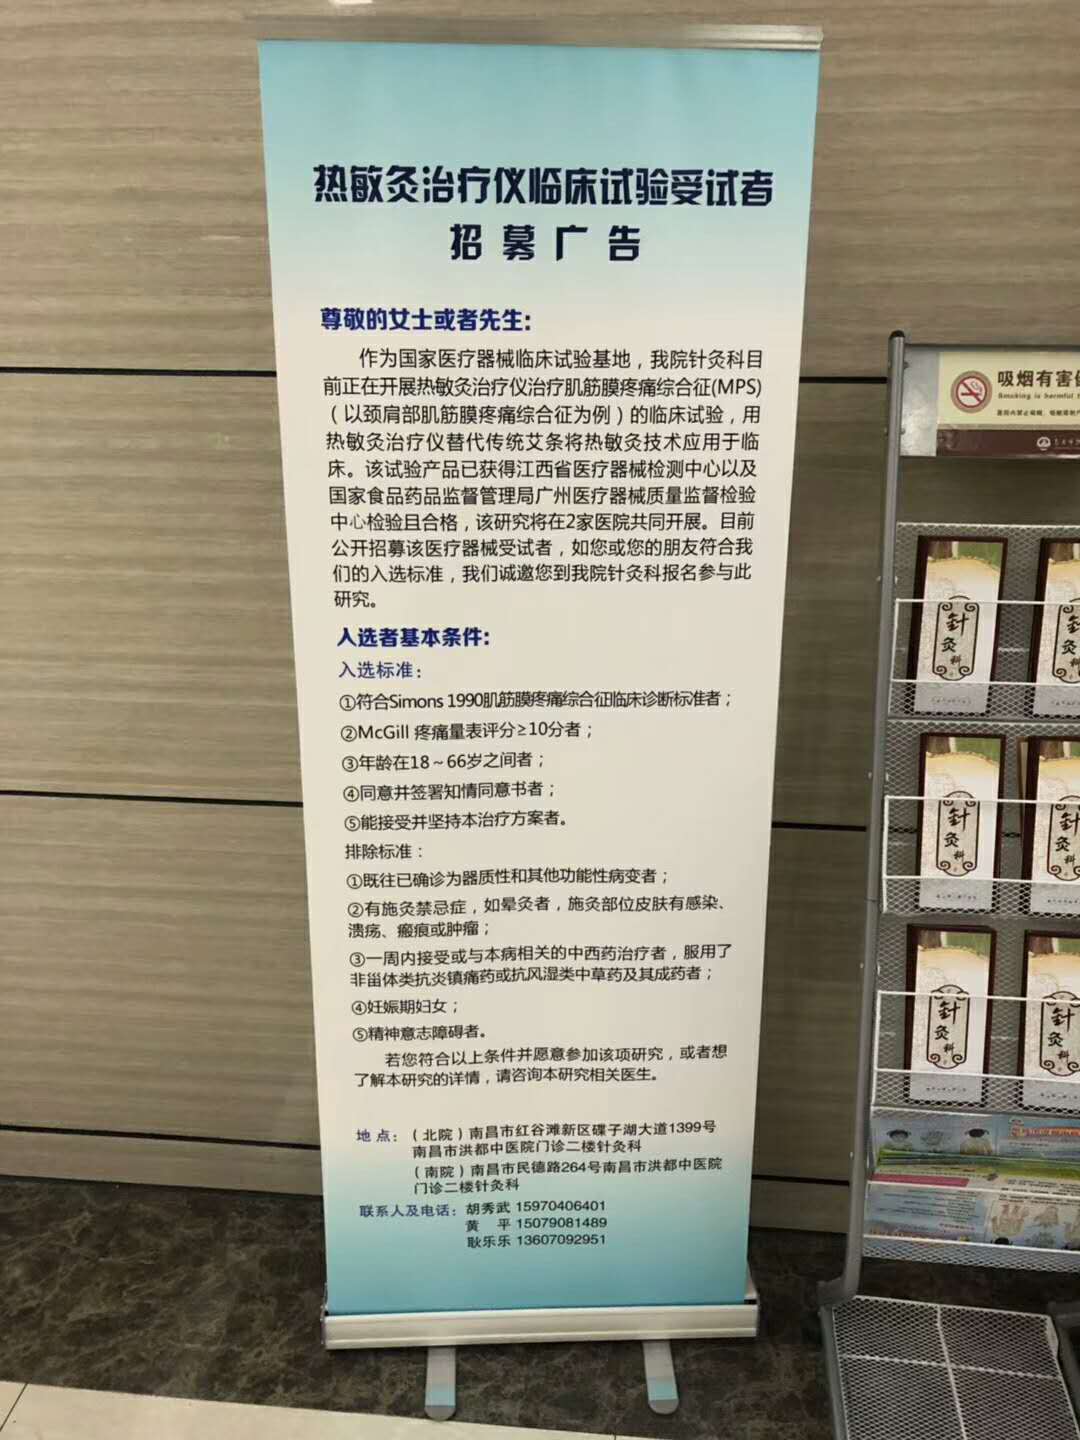 热敏灸治疗仪临床试验受试者
招募广告
尊敬的女士或者先生:
作为国家医疗器械临床试验基地，我院针灸科目
前正在开展热敏灸治疗仪治疗肌筋膜疼痛综合征(MPS)
（以颈肩部肌筋膜疼痛综合征为例）的临床试验，用
热敏灸治疗仪替代传统艾条将热敏灸技术应用于临
床。该试验产品已获得江西省医疗器械检测中心以及
国家食品药品监督管理局广州医疗器械质量监督检验
中心检验且合格，该研究将在2家医院共同开展。目前
公开招募该医疗器械受试者，如您或您的朋友符合我
们的入选标准，我们诚邀您到我院针灸科报名参与此
研究。
入选者基本条件:
入选标准：
①符合Simons 1990肌筋膜疼痛综合征临床诊断标准者；
②McGill 疼痛量表评分≥10分者；
③年龄在18～66岁之间者；
④同意并签署知情同意书者；
⑤能接受并坚持本治疗方案者。
排除标准：
①既往已确诊为器质性和其他功能性病变者；
②有施灸禁忌症，如晕灸者，施灸部位皮肤有感染、
溃疡、瘢痕或肿瘤；
③一周内接受或与本病相关的中西药治疗者，服用了
非甾体类抗炎镇痛药或抗风湿类中草药及其成药者；
④妊娠期妇女；
⑤精神意志障碍者。
若您符合以上条件并愿意参加该项研究，或者想
了解本研究的详情，请咨询本研究相关医生。
地 点：（北院）南昌市红谷滩新区碟子湖大道1399号
南昌市洪都中医院门诊二楼针灸科
（南院）南昌市民德路264号南昌市洪都中医院
门诊二楼针灸科
联系人及电话：胡秀武 15970406401
黄 平 15079081489
耿乐乐 13607092951
吸烟有害
Smoking is harmful
针灸科
针灸科
针灸科
针灸科
针灸科
针灸科